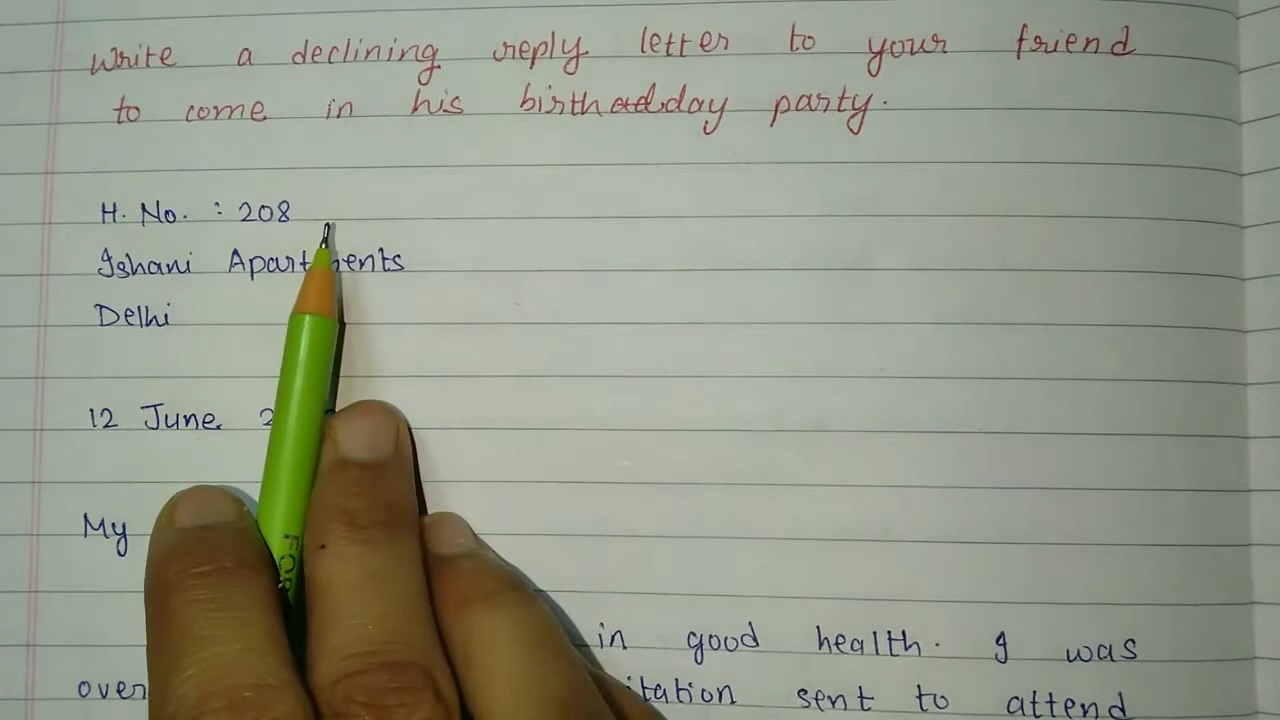 Write a declining reply letter to your friend
to come in his birthday party.
H. No. : 208
Ishani Apartments
Delhi
12 June
My
in good health. I was
sent to attend
FOR